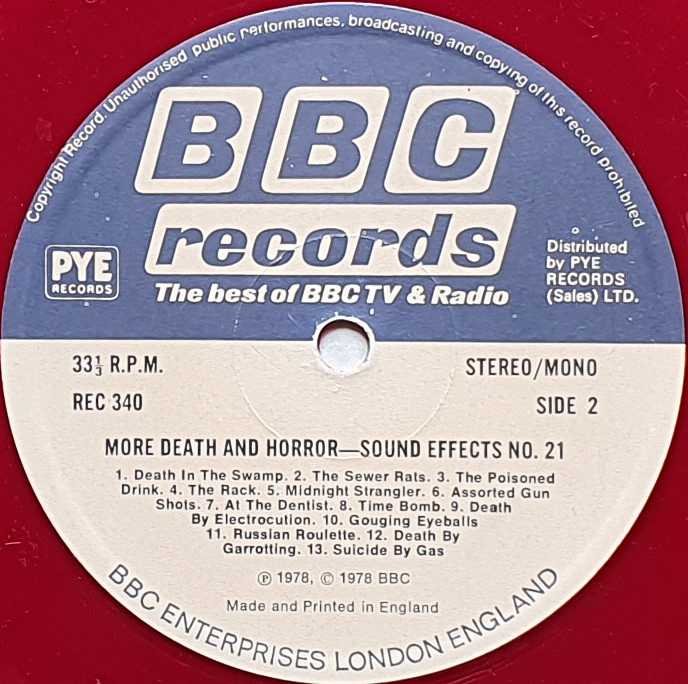 Copyright Record. Unauthorised public performances, broadcasting and copying of this record prohibited
BBC
records
The best of BBC TV & Radio
PYE
RECORDS
Distributed
by PYE
RECORDS
(Sales) LTD.
33⅓ R.P.M.
STEREO/MONO
REC 340
SIDE 2
MORE DEATH AND HORROR—SOUND EFFECTS NO. 21
1. Death In The Swamp. 2. The Sewer Rats. 3. The Poisoned
Drink. 4. The Rack. 5. Midnight Strangler. 6. Assorted Gun
Shots. 7. At The Dentist. 8. Time Bomb. 9. Death
By Electrocution. 10. Gouging Eyeballs
11. Russian Roulette. 12. Death By
Garrotting. 13. Suicide By Gas
℗ 1978, © 1978 BBC
Made and Printed in England
BBC ENTERPRISES LONDON ENGLAND